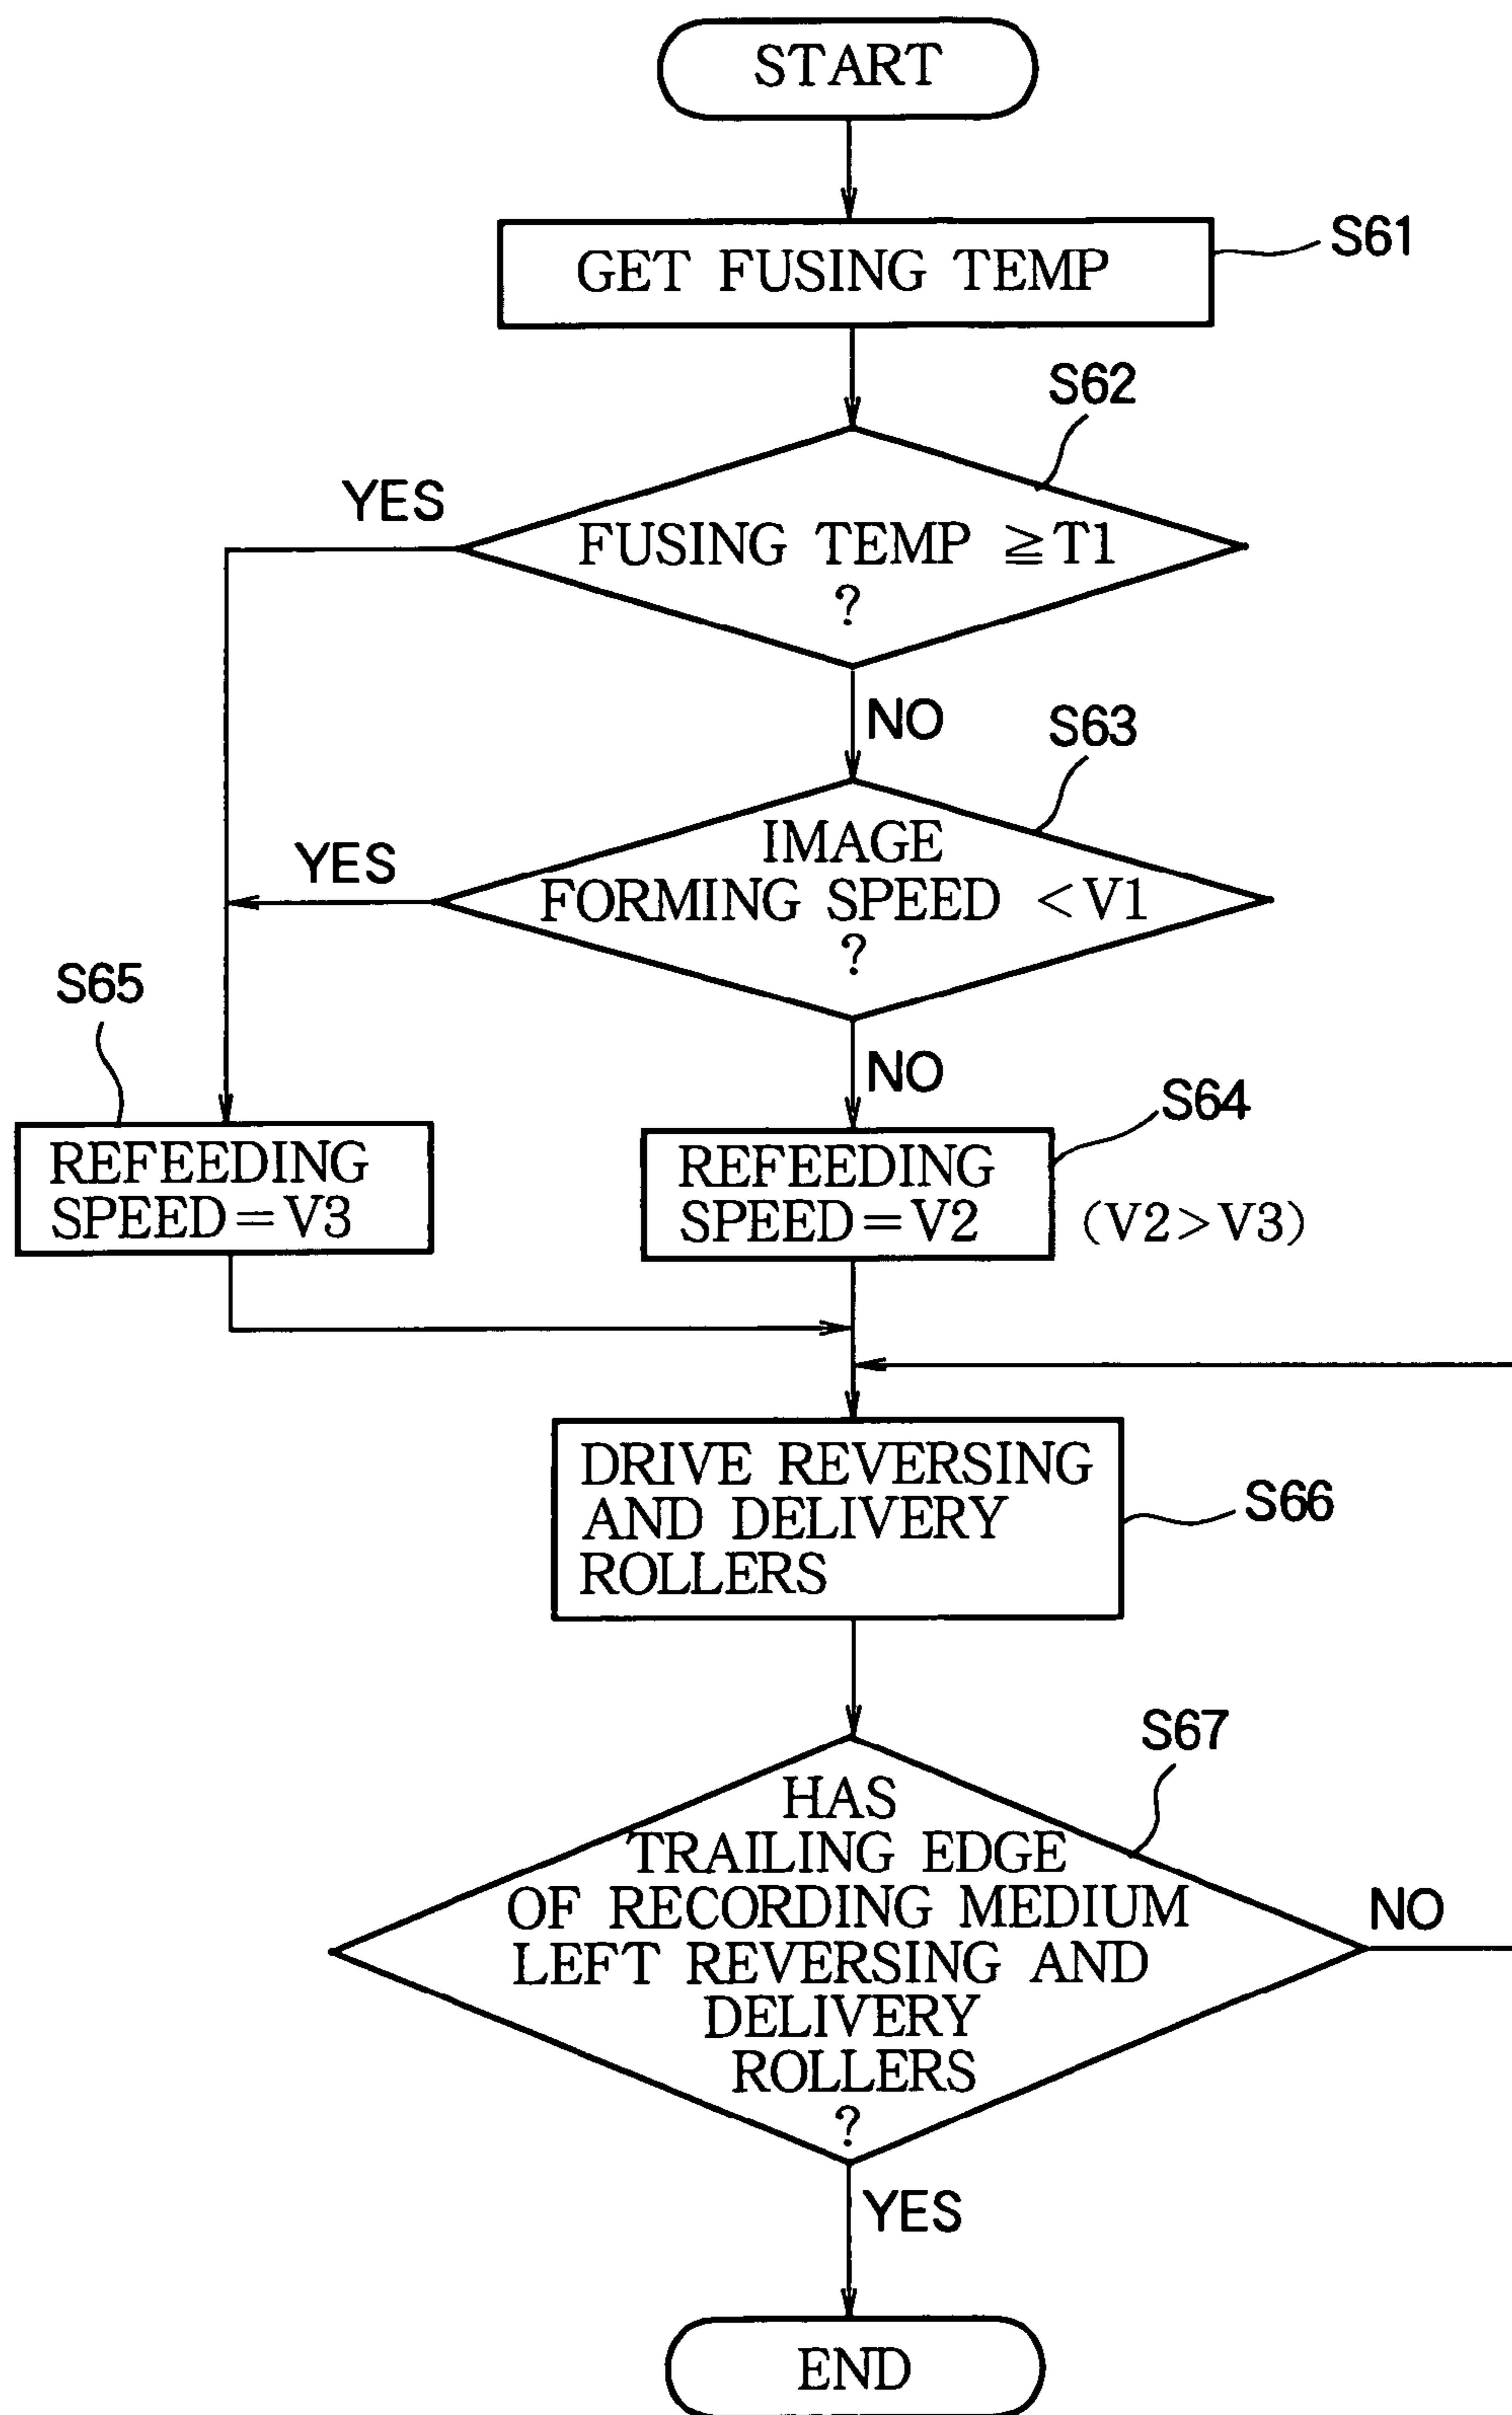 START
GET FUSING TEMP
S61
S62
YES
FUSING TEMP ≧T1
?
NO
S63
YES
IMAGE
FORMING SPEED <V1
?
S65
NO
S64
REFEEDING
SPEED=V3
REFEEDING
SPEED=V2
(V2>V3)
DRIVE REVERSING
AND DELIVERY
ROLLERS
S66
S67
HAS
TRAILING EDGE
OF RECORDING MEDIUM
LEFT REVERSING AND
DELIVERY
ROLLERS
?
NO
YES
END